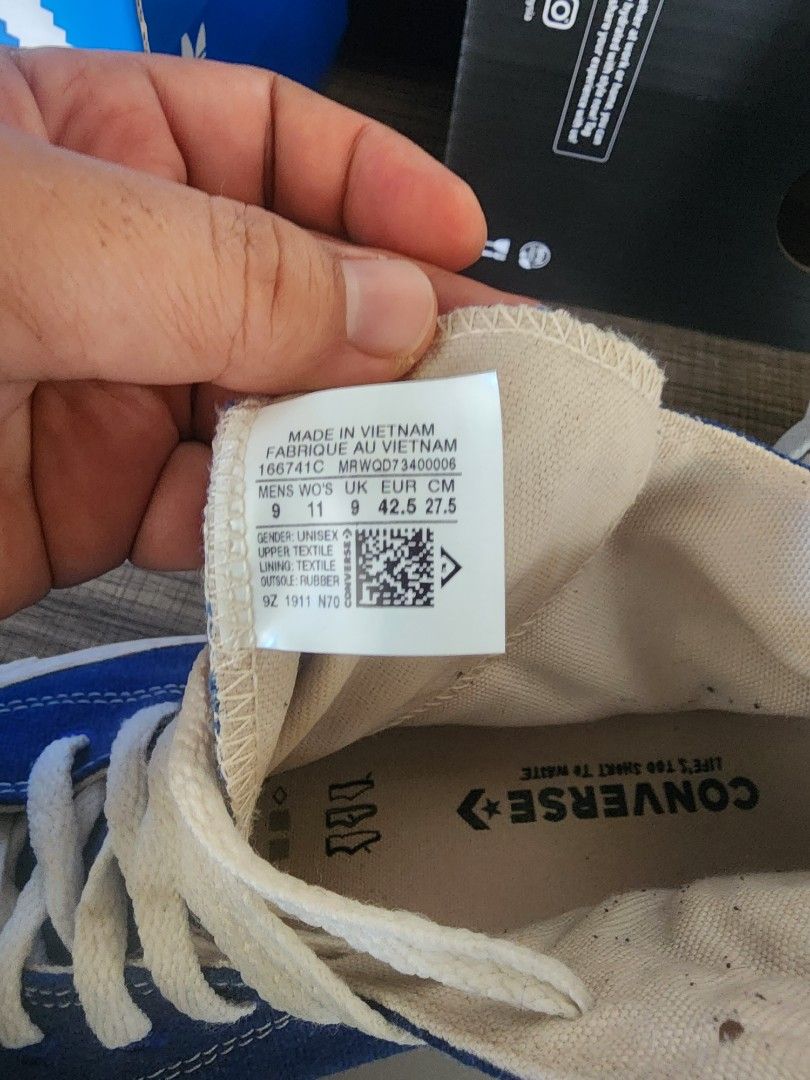 MADE IN VIETNAM
FABRIQUE AU VIETNAM
166741C MRWQD73400006
MENS WO'S UK EUR CM
9 11 9 42.5 27.5
GENDER: UNISEX
UPPER TEXTILE
LINING: TEXTILE
OUTSOLE: RUBBER
9Z 1911 N70
CONVERSE
CONVERSE
LIFE'S TOO SHORT TO WASTE